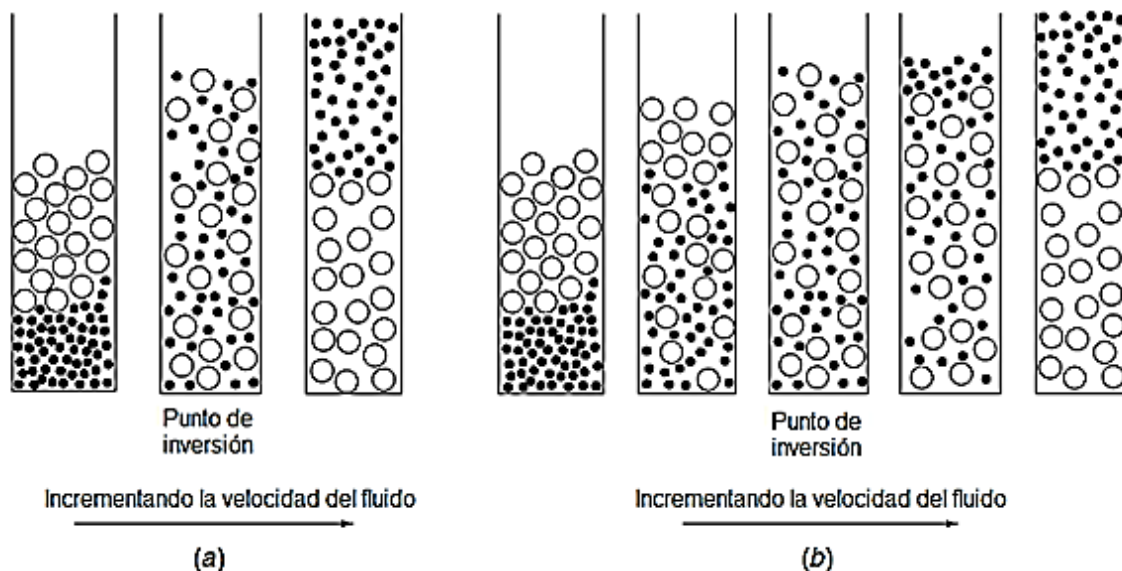 Punto de
inversión
Incrementando la velocidad del fluido
(a)
Punto de
inversión
Incrementando la velocidad del fluido
(b)